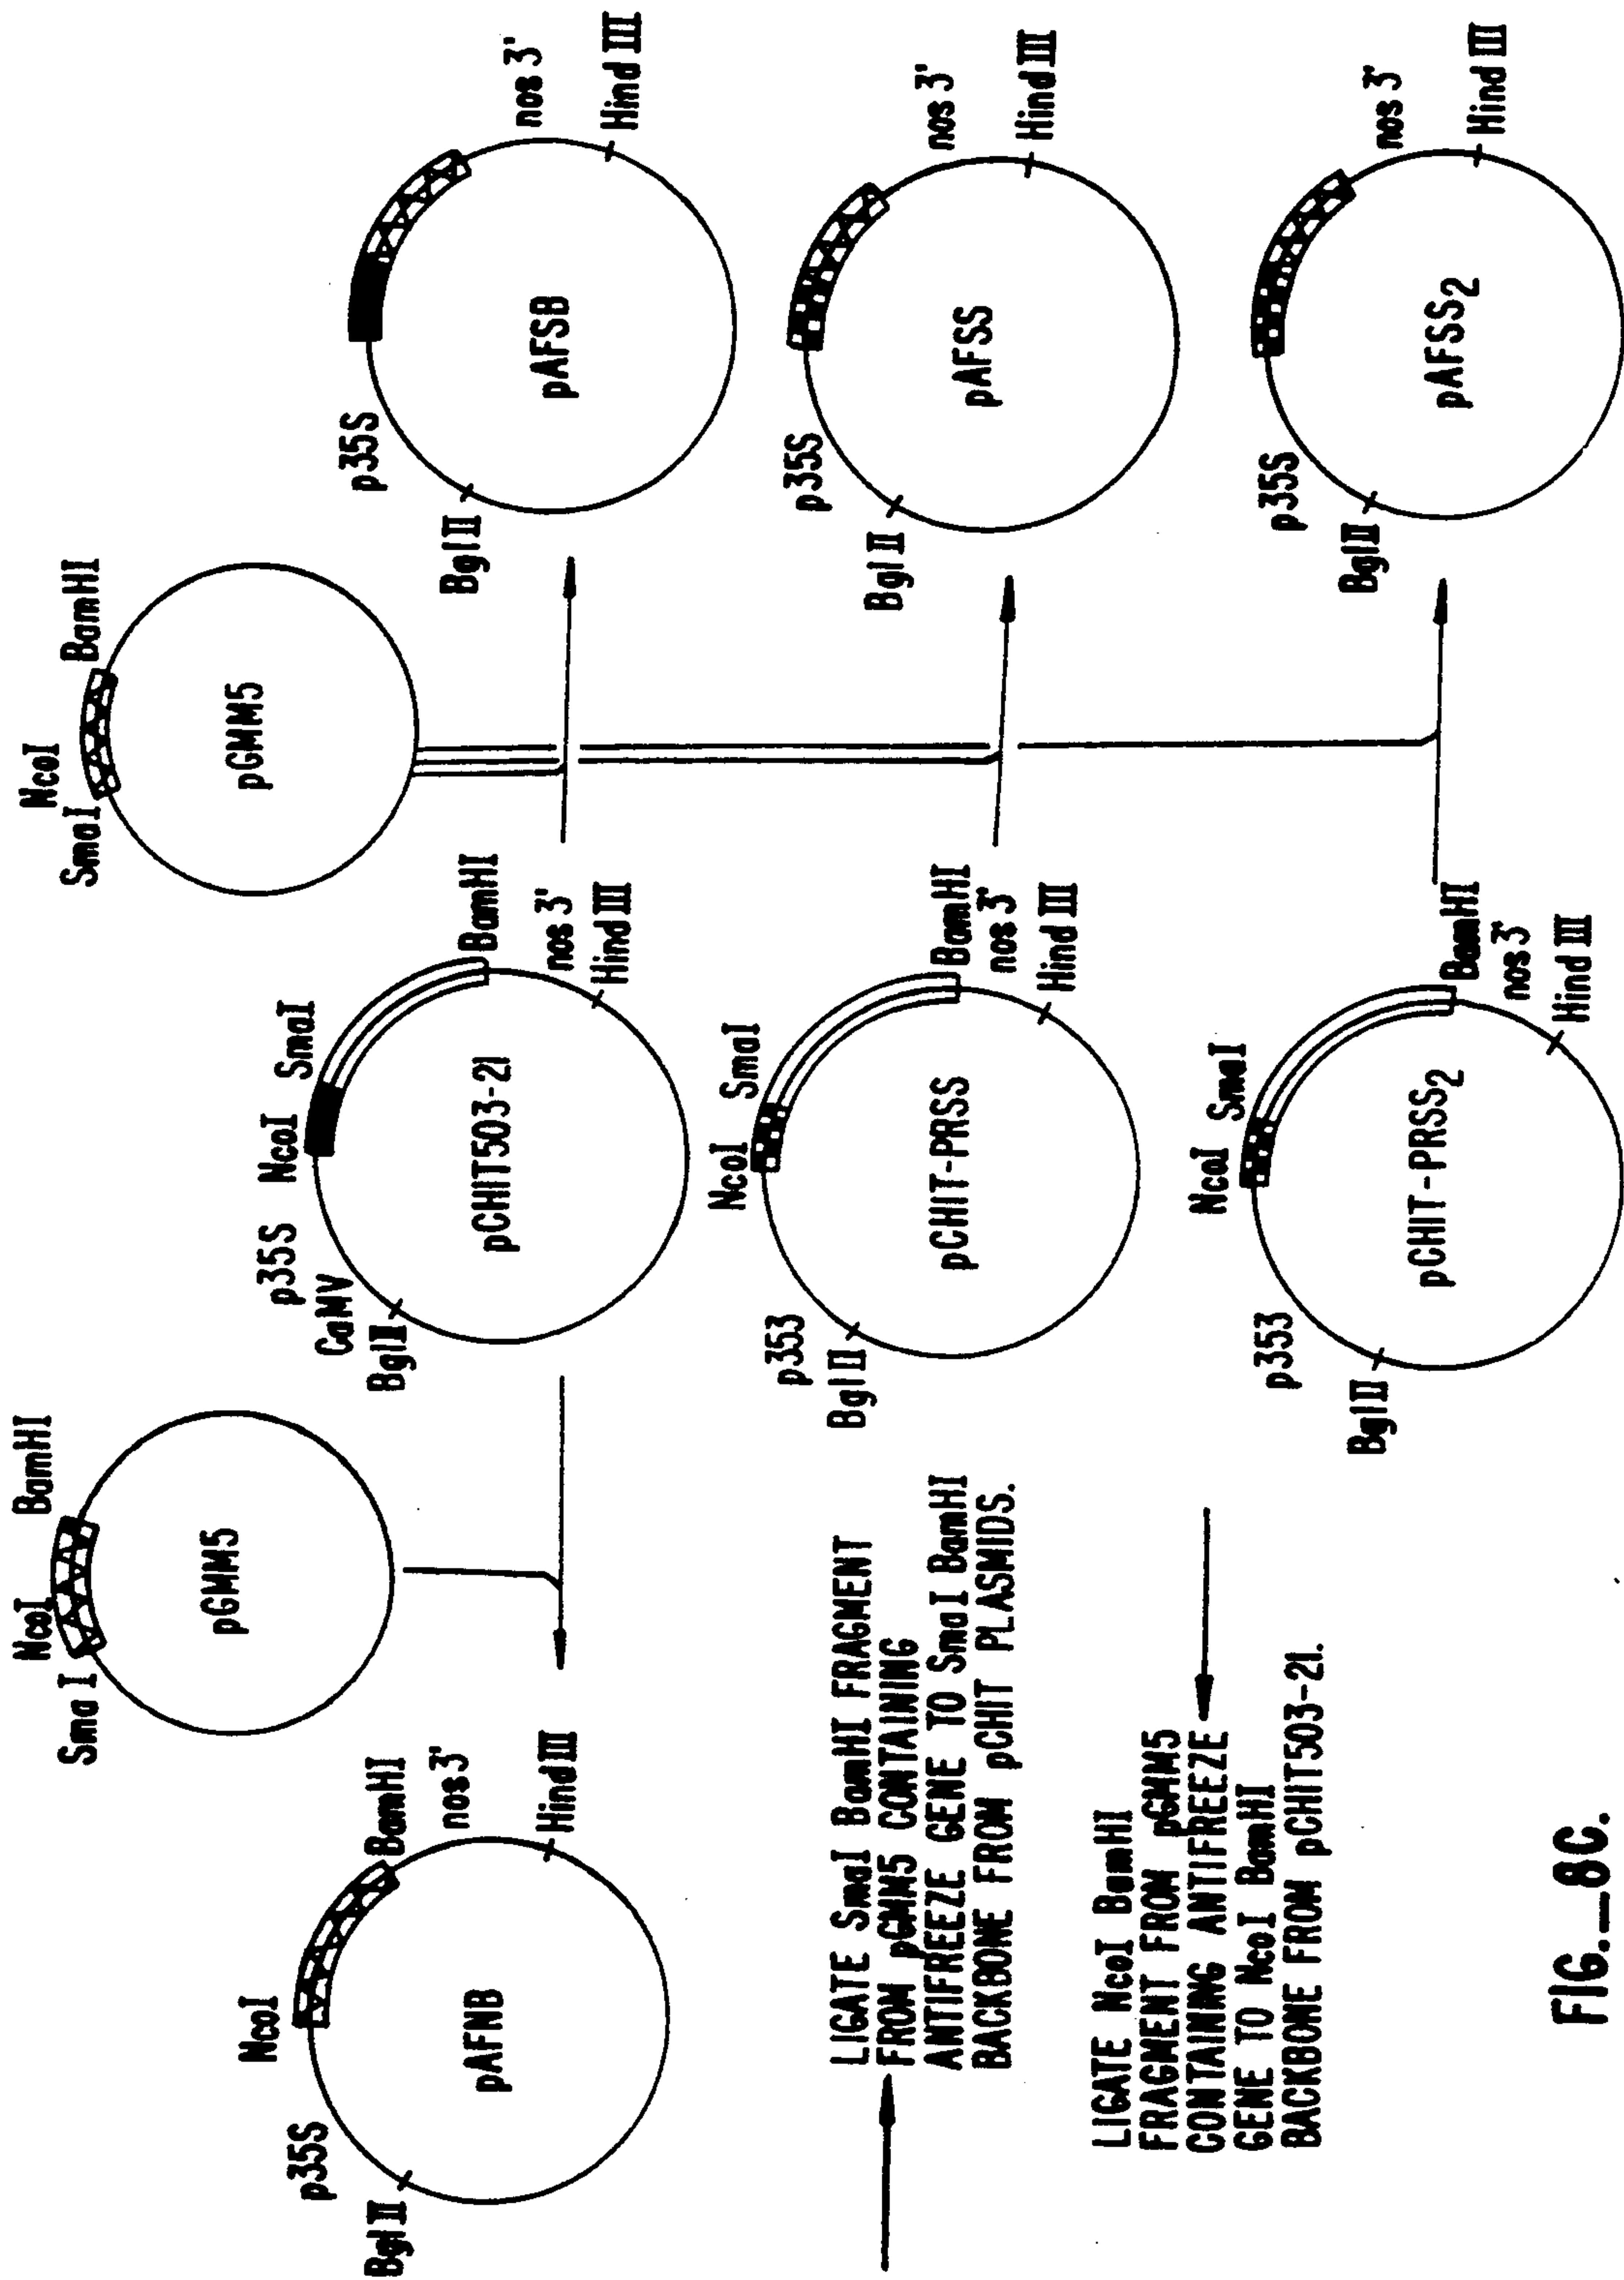 NcoI
SmaI
BamHI
pGMM5
NcoI
SmaI
BamHI
pGMM5
NcoI
p35S
BglII
BamHI
nos 3'
HindIII
pAFNB
p35S
CaMV
BglII
NcoI
SmaI
BamHI
nos 3'
HindIII
pCHIT503-21
p35S
BglII
nos 3'
HindIII
pAFSB
LIGATE SmaI BamHI FRAGMENT
FROM pGMM5 CONTAINING
ANTIFREEZE GENE TO SmaI BamHI
BACKBONE FROM pCHIT PLASMIDS.
p353
BglII
NcoI
SmaI
BamHI
nos 3'
HindIII
pCHIT-PRSS
p35S
BglII
nos 3'
HindIII
pAFSS
LIGATE NcoI BamHI
FRAGMENT FROM pGMM5
CONTAINING ANTIFREEZE
GENE TO NcoI BamHI
BACKBONE FROM pCHIT503-21.
p353
BglII
NcoI
SmaI
BamHI
nos 3'
HindIII
pCHIT-PRSS2
p35S
BglII
nos 3'
HindIII
pAFSS2
FIG._8C.